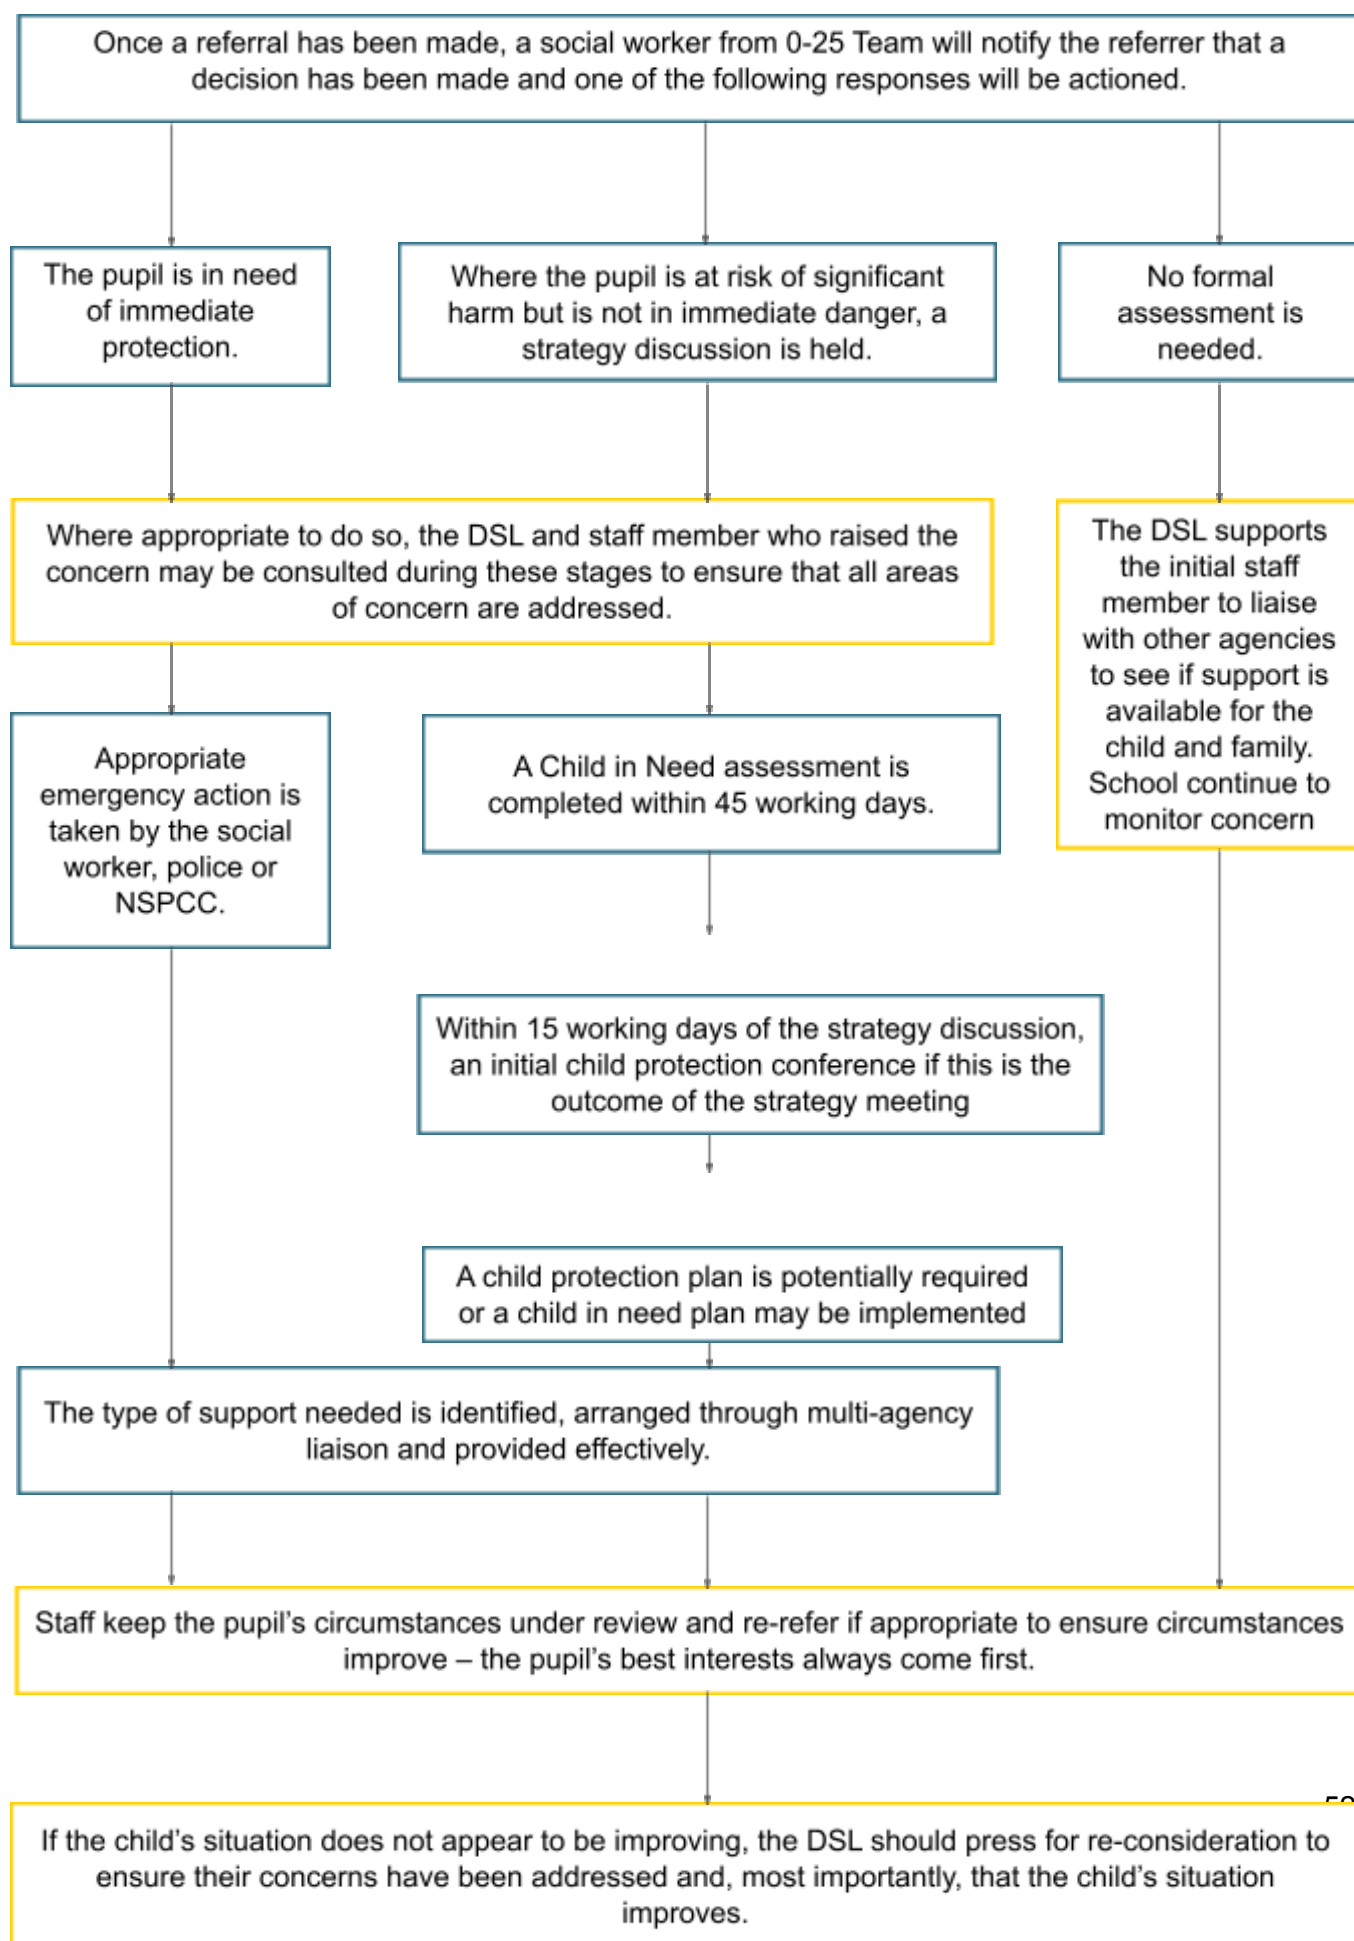 Once a referral has been made, a social worker from 0-25 Team will notify the referrer that a
decision has been made and one of the following responses will be actioned.
The pupil is in need
of immediate
protection.
Where the pupil is at risk of significant
harm but is not in immediate danger, a
strategy discussion is held.
No formal
assessment is
needed.
Where appropriate to do so, the DSL and staff member who raised the
concern may be consulted during these stages to ensure that all areas
of concern are addressed.
The DSL supports
the initial staff
member to liaise
with other agencies
to see if support is
available for the
child and family.
School continue to
monitor concern
Appropriate
emergency action is
taken by the social
worker, police or
NSPCC.
A Child in Need assessment is
completed within 45 working days.
Within 15 working days of the strategy discussion,
an initial child protection conference if this is the
outcome of the strategy meeting
A child protection plan is potentially required
or a child in need plan may be implemented
The type of support needed is identified, arranged through multi-agency
liaison and provided effectively.
Staff keep the pupil's circumstances under review and re-refer if appropriate to ensure circumstances
improve – the pupil's best interests always come first.
If the child's situation does not appear to be improving, the DSL should press for re-consideration to
ensure their concerns have been addressed and, most importantly, that the child's situation
improves.